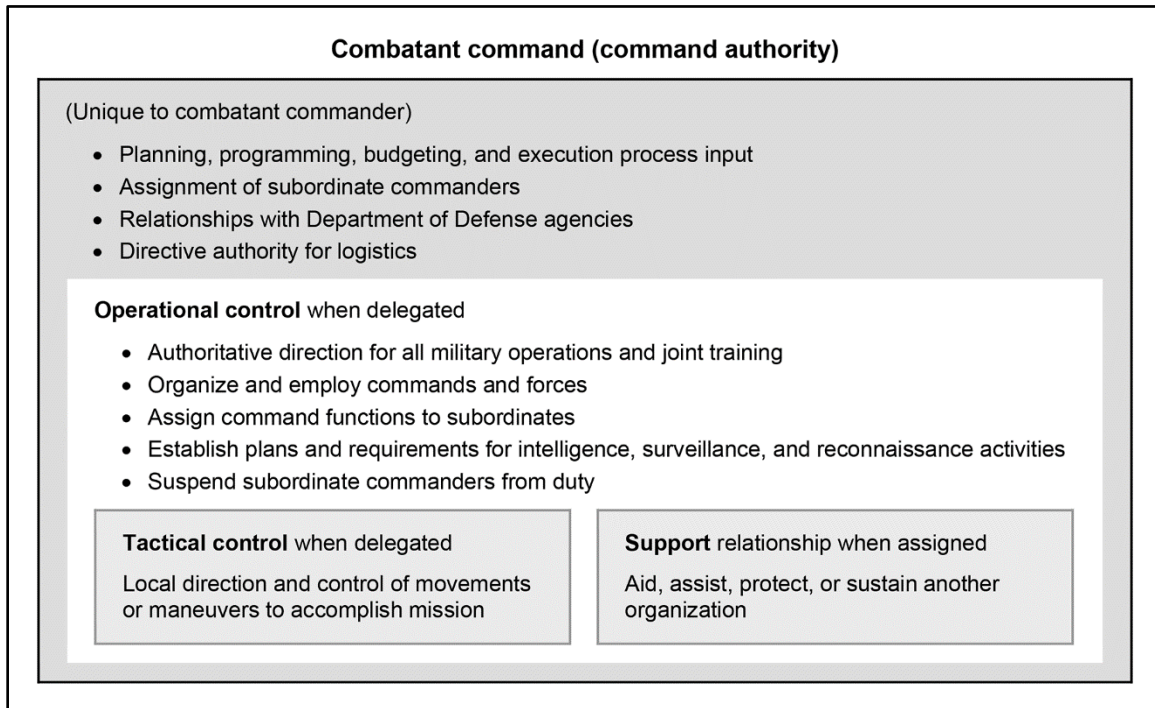 Combatant command (command authority)
(Unique to combatant commander)
• Planning, programming, budgeting, and execution process input
• Assignment of subordinate commanders
• Relationships with Department of Defense agencies
• Directive authority for logistics
Operational control when delegated
• Authoritative direction for all military operations and joint training
• Organize and employ commands and forces
• Assign command functions to subordinates
• Establish plans and requirements for intelligence, surveillance, and reconnaissance activities
• Suspend subordinate commanders from duty
Tactical control when delegated
Local direction and control of movements
or maneuvers to accomplish mission
Support relationship when assigned
Aid, assist, protect, or sustain another
organization